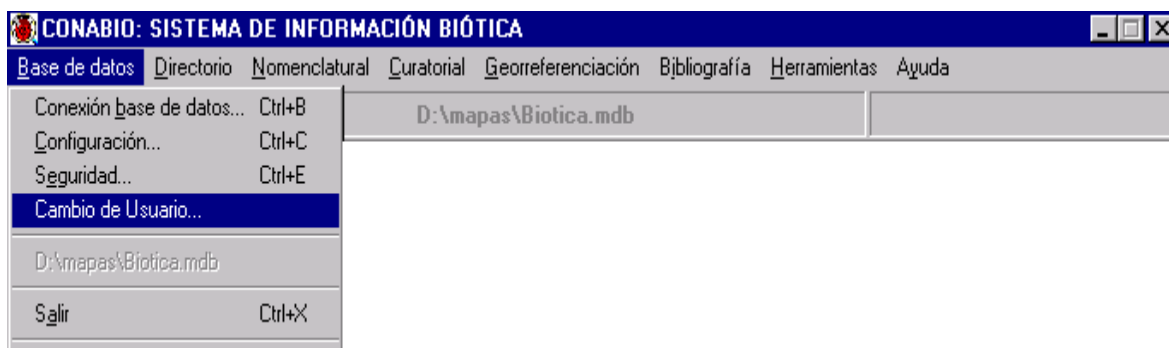 CONABIO: SISTEMA DE INFORMACIÓN BIÓTICA
Base de datos Directorio Nomenclatural Curatorial Georreferenciación Bibliografía Herramientas Ayuda
Conexión base de datos... Ctrl+B
D:\mapas\Biotica.mdb
Configuración... Ctrl+C
Seguridad... Ctrl+E
Cambio de Usuario...
D:\mapas\Biotica.mdb
Salir Ctrl+X